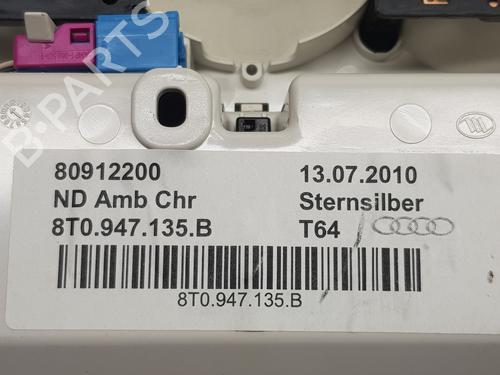 B-PARTS
80912200 13.07.2010
ND Amb Chr Sternsilber
8T0.947.135.B T64
8T0.947.135.B